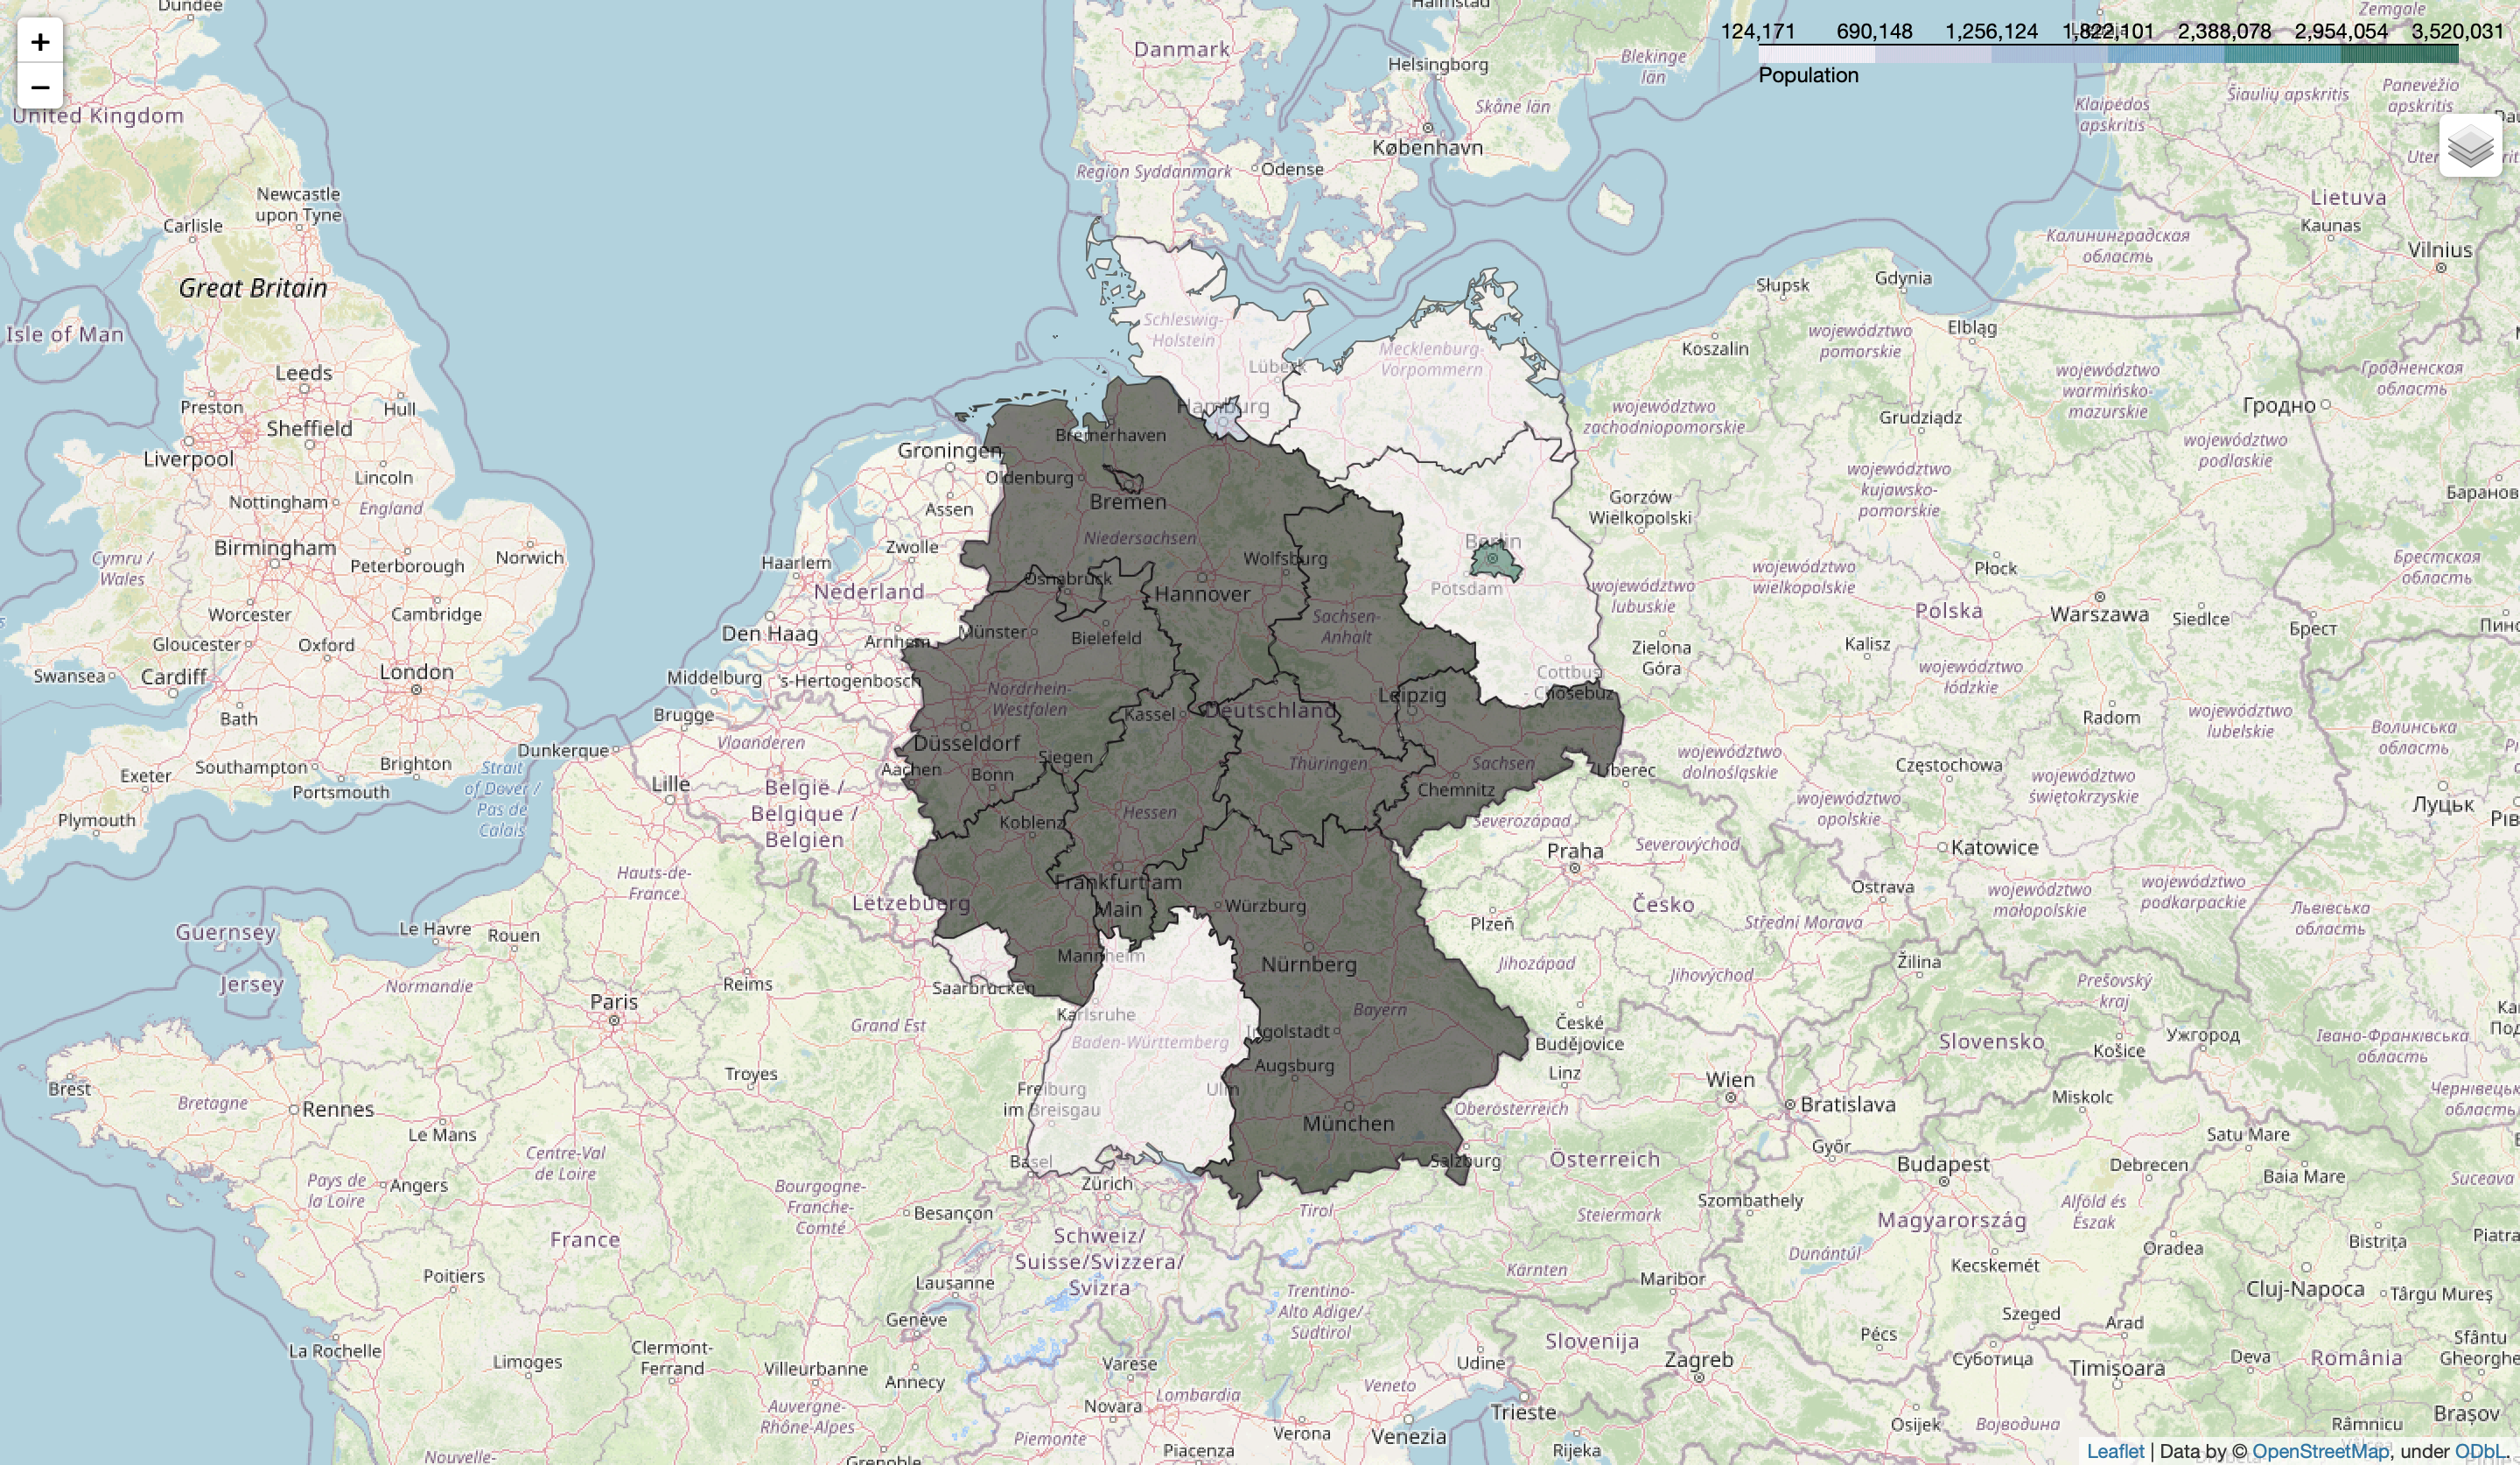 Dundee
Halmstad
Zemgale
+
−
124,171 690,148 1,256,124 1,822,101 2,388,078 2,954,054 3,520,031
Population
Danmark
Helsingborg
Blekinge
län
Skåne län
Klaipėdos
apskritis
Šiaulių apskritis
Panevėžio
apskritis
United Kingdom
København
Region Syddanmark
Odense
Lietuva
Kaunas
Newcastle
upon Tyne
Carlisle
Калининградская
область
Vilnius
Great Britain
Słupsk
Gdynia
Isle of Man
Schleswig-
Holstein
Lübeck
Mecklenburg-
Vorpommern
Koszalin
województwo
pomorskie
Elbląg
województwo
warmińsko-
mazurskie
Гродненская
область
Leeds
Preston
Hull
Hamburg
województwo
zachodniopomorskie
Grudziądz
Гродно
Sheffield
Bremerhaven
województwo
podlaskie
Liverpool
Groningen
Lincoln
Oldenburg
województwo
kujawsko-
pomorskie
Nottingham
England
Assen
Bremen
Gorzów
Wielkopolski
Баранов
Niedersachsen
Berlin
Birmingham
Norwich
Zwolle
Wolfsburg
Cymru /
Wales
Peterborough
Haarlem
Osnabrück
Hannover
Nederland
Potsdam
województwo
lubuskie
województwo
wielkopolskie
Płock
Брестская
область
Worcester
Cambridge
Sachsen-
Anhalt
Polska
Warszawa
Siedlce
Брест
Пинс
Gloucester
Oxford
Den Haag
Arnhem
Münster
Bielefeld
Zielona
Góra
Kalisz
Swansea
Cardiff
London
Middelburg
's-Hertogenbosch
Nordrhein-
Westfalen
Cottbus
- Chóśebuz
województwo
łódzkie
Leipzig
Bath
Brugge
Kassel
Deutschland
Radom
województwo
lubelskie
Волинська
область
Dunkerque
Vlaanderen
Düsseldorf
Siegen
województwo
dolnośląskie
Częstochowa
Exeter
Southampton
Brighton
Portsmouth
Strait
of Dover /
Pas de
Calais
Lille
België /
Belgique /
Belgien
Aachen
Bonn
Thüringen
Sachsen
Liberec
Chemnitz
województwo
opolskie
województwo
świętokrzyskie
Луцьк
Plymouth
Koblenz
Hessen
Severozápad
Рів
Praha
Severovýchod
Katowice
Hauts-de-
France
Frankfurt am
Main
Ostrava
województwo
małopolskie
województwo
podkarpackie
Lëtzebuerg
Würzburg
Česko
Střední Morava
Львівська
область
Guernsey
Le Havre
Rouen
Plzeň
Mannheim
Nürnberg
Jihozápad
Jihovýchod
Žilina
Jersey
Normandie
Reims
Saarbrücken
Prešovský
kraj
Paris
Grand Est
Karlsruhe
Bayern
Ingolstadt
České
Budějovice
Slovensko
Košice
Ужгород
Івано-Франківська
область
Baden-Württemberg
Brest
Bretagne
Rennes
Troyes
Freiburg
im Breisgau
Ulm
Augsburg
Linz
Wien
Bratislava
Miskolc
Чернівецька
область
Le Mans
München
Oberösterreich
Győr
Satu Mare
Centre-Val
de Loire
Basel
Salzburg
Österreich
Budapest
Debrecen
Baia Mare
Suceava
Pays de
la Loire
Angers
Zürich
Bourgogne-
Franche-
Comté
Besançon
Tirol
Steiermark
Szombathely
Alföld és
Észak
France
Schweiz/
Suisse/Svizzera/
Svizra
Magyarország
Bistrița
Piatra
Dunántúl
Oradea
Kecskemét
Poitiers
Lausanne
Kärnten
Maribor
Cluj-Napoca
Târgu Mureș
Trentino-
Alto Adige/
Südtirol
Genève
Szeged
Arad
Slovenija
Pécs
Sfântu
Gheorghe
La Rochelle
Limoges
Clermont-
Ferrand
Villeurbanne
Annecy
Varese
Udine
Zagreb
Суботица
Timișoara
Deva
România
Lombardia
Veneto
Auvergne-
Rhône-Alpes
Novara
Trieste
Osijek
Војводина
Râmnicu
Brașov
Piemonte
Verona
Venezia
Piacenza
Rijeka
Nouvelle-
Grenoble
Leaflet | Data by © OpenStreetMap, under ODbL.